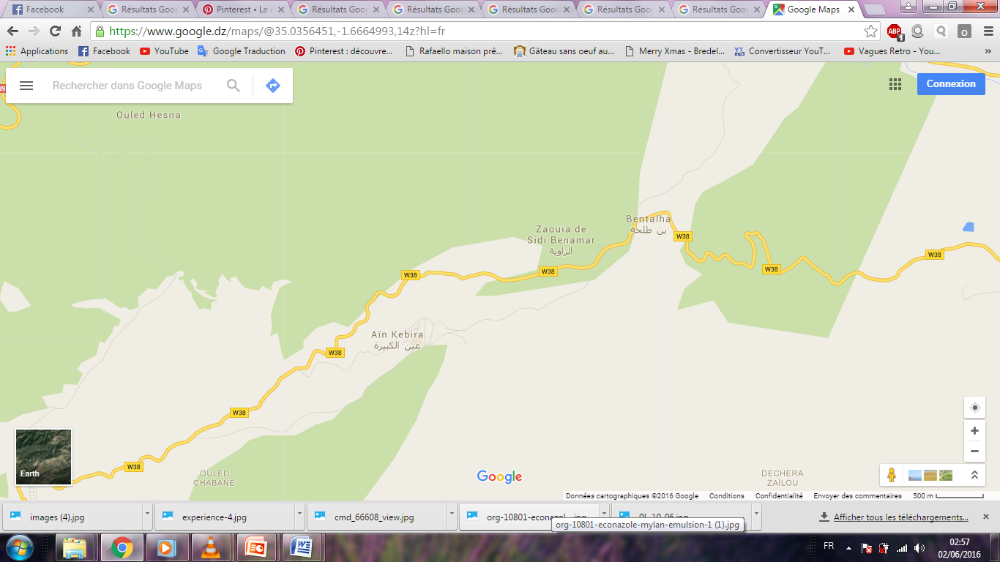 Facebook
Résultats Goo
Pinterest • Le c
Résultats Goo
Résultats Goo
Résultats Goo
Résultats Goo
Résultats Goo
Google Maps
https://www.google.dz/maps/@35.0356451,-1.6664993,14z?hl=fr
ABP
1
o
Applications
Facebook
YouTube
Google Traduction
Pinterest : découvre...
Rafaello maison pré...
Gâteau sans oeuf au...
Merry Xmas - Bredel...
YT mp3
Convertisseur YouT...
Vagues Retro - You...
»
Rechercher dans Google Maps
Connexion
Ouled Hesna
Bentalha
بن طلحة
Zaouia de
Sidi Benamar
الزاوية
W38
W38
W38
W38
W38
Aïn Kebira
عين الكبيرة
W38
W38
W38
Earth
OULED
CHABANE
Google
DECHERA
ZAÏLOU
Données cartographiques ©2016 Google
Conditions
Confidentialité
Envoyer des commentaires
500 m
images (4).jpg
experience-4.jpg
cmd_66608_view.jpg
org-10801-econazol....jpg
org-10801-econazole-mylan-emulsion-1 (1).jpg
Afficher tous les téléchargements...
FR
02:57
02/06/2016